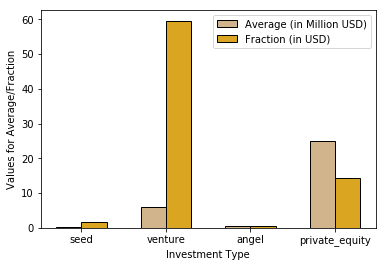 60
50
40
30
20
10
0
Values for Average/Fraction
Average (in Million USD)
Fraction (in USD)
seed venture angel private_equity
Investment Type